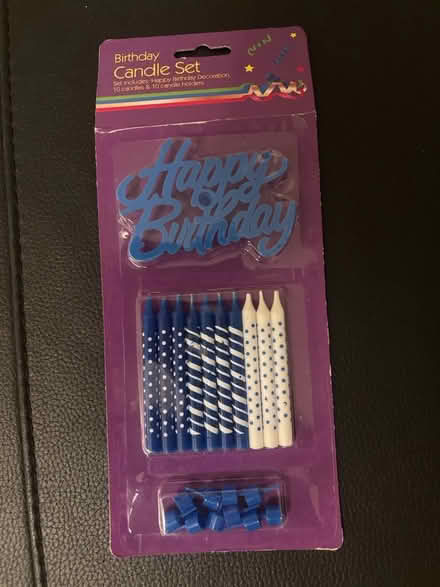 Birthday
Candle Set
Set includes: Happy Birthday Decoration,
10 candles & 10 candle holders
Happy
Birthday